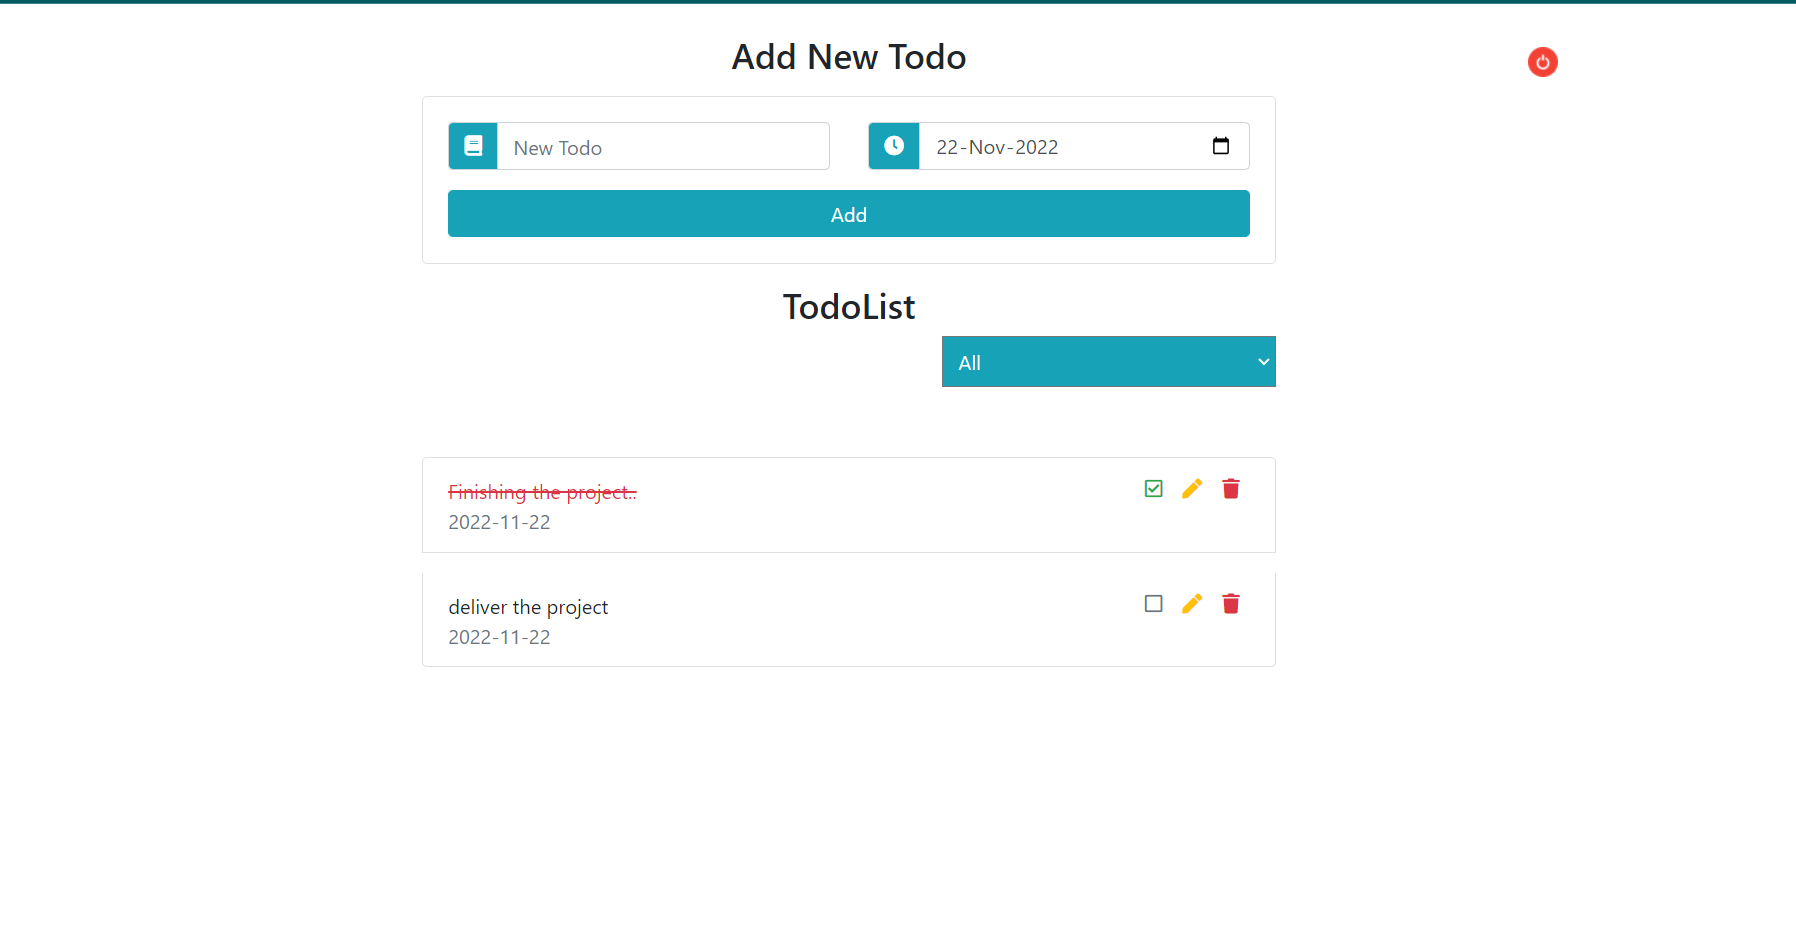 Add New Todo
New Todo
22-Nov-2022
Add
TodoList
All
Finishing the project..
2022-11-22
deliver the project
2022-11-22